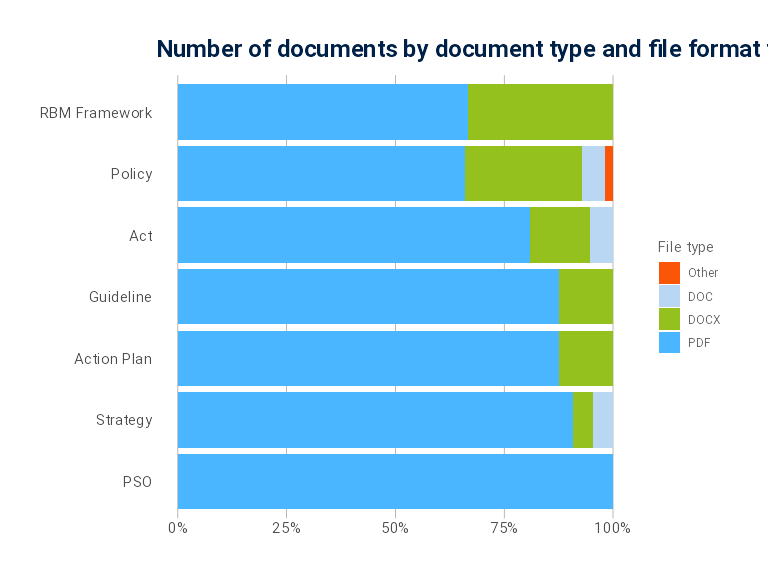 Number of documents by document type and file format
RBM Framework
Policy
Act
Guideline
Action Plan
Strategy
PSO
0%
25%
50%
75%
100%
File type
Other
DOC
DOCX
PDF